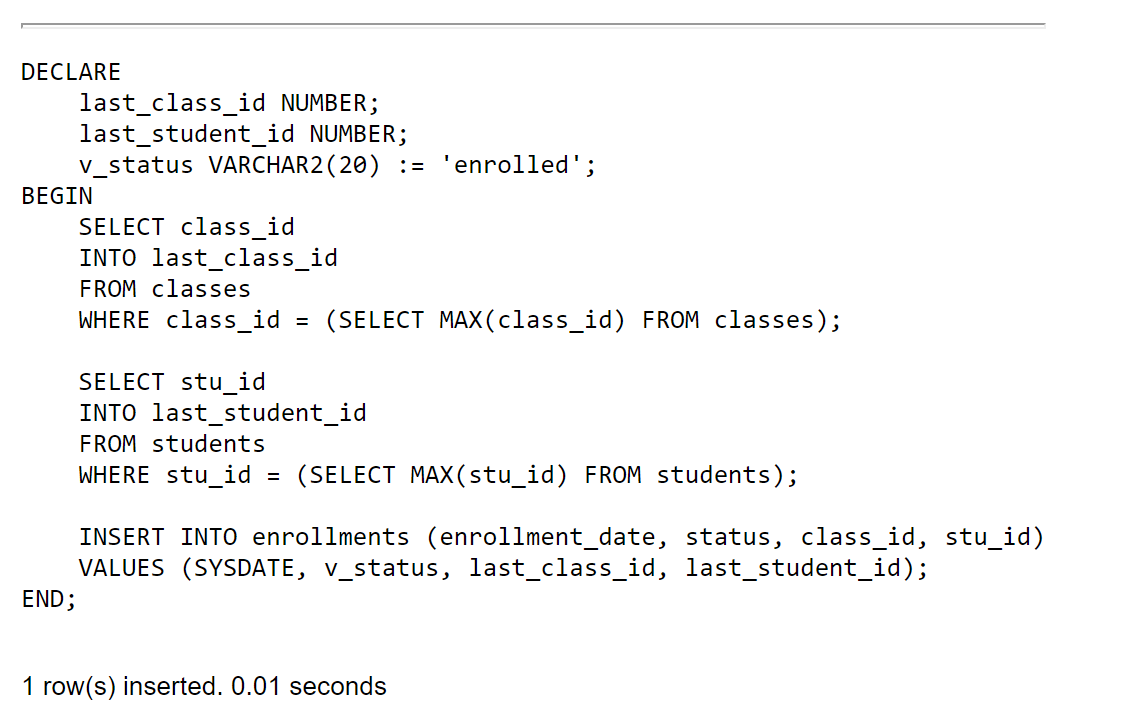 DECLARE
    last_class_id NUMBER;
    last_student_id NUMBER;
    v_status VARCHAR2(20) := 'enrolled';
BEGIN
    SELECT class_id
    INTO last_class_id
    FROM classes
    WHERE class_id = (SELECT MAX(class_id) FROM classes);

    SELECT stu_id
    INTO last_student_id
    FROM students
    WHERE stu_id = (SELECT MAX(stu_id) FROM students);

    INSERT INTO enrollments (enrollment_date, status, class_id, stu_id)
    VALUES (SYSDATE, v_status, last_class_id, last_student_id);
END;

1 row(s) inserted. 0.01 seconds